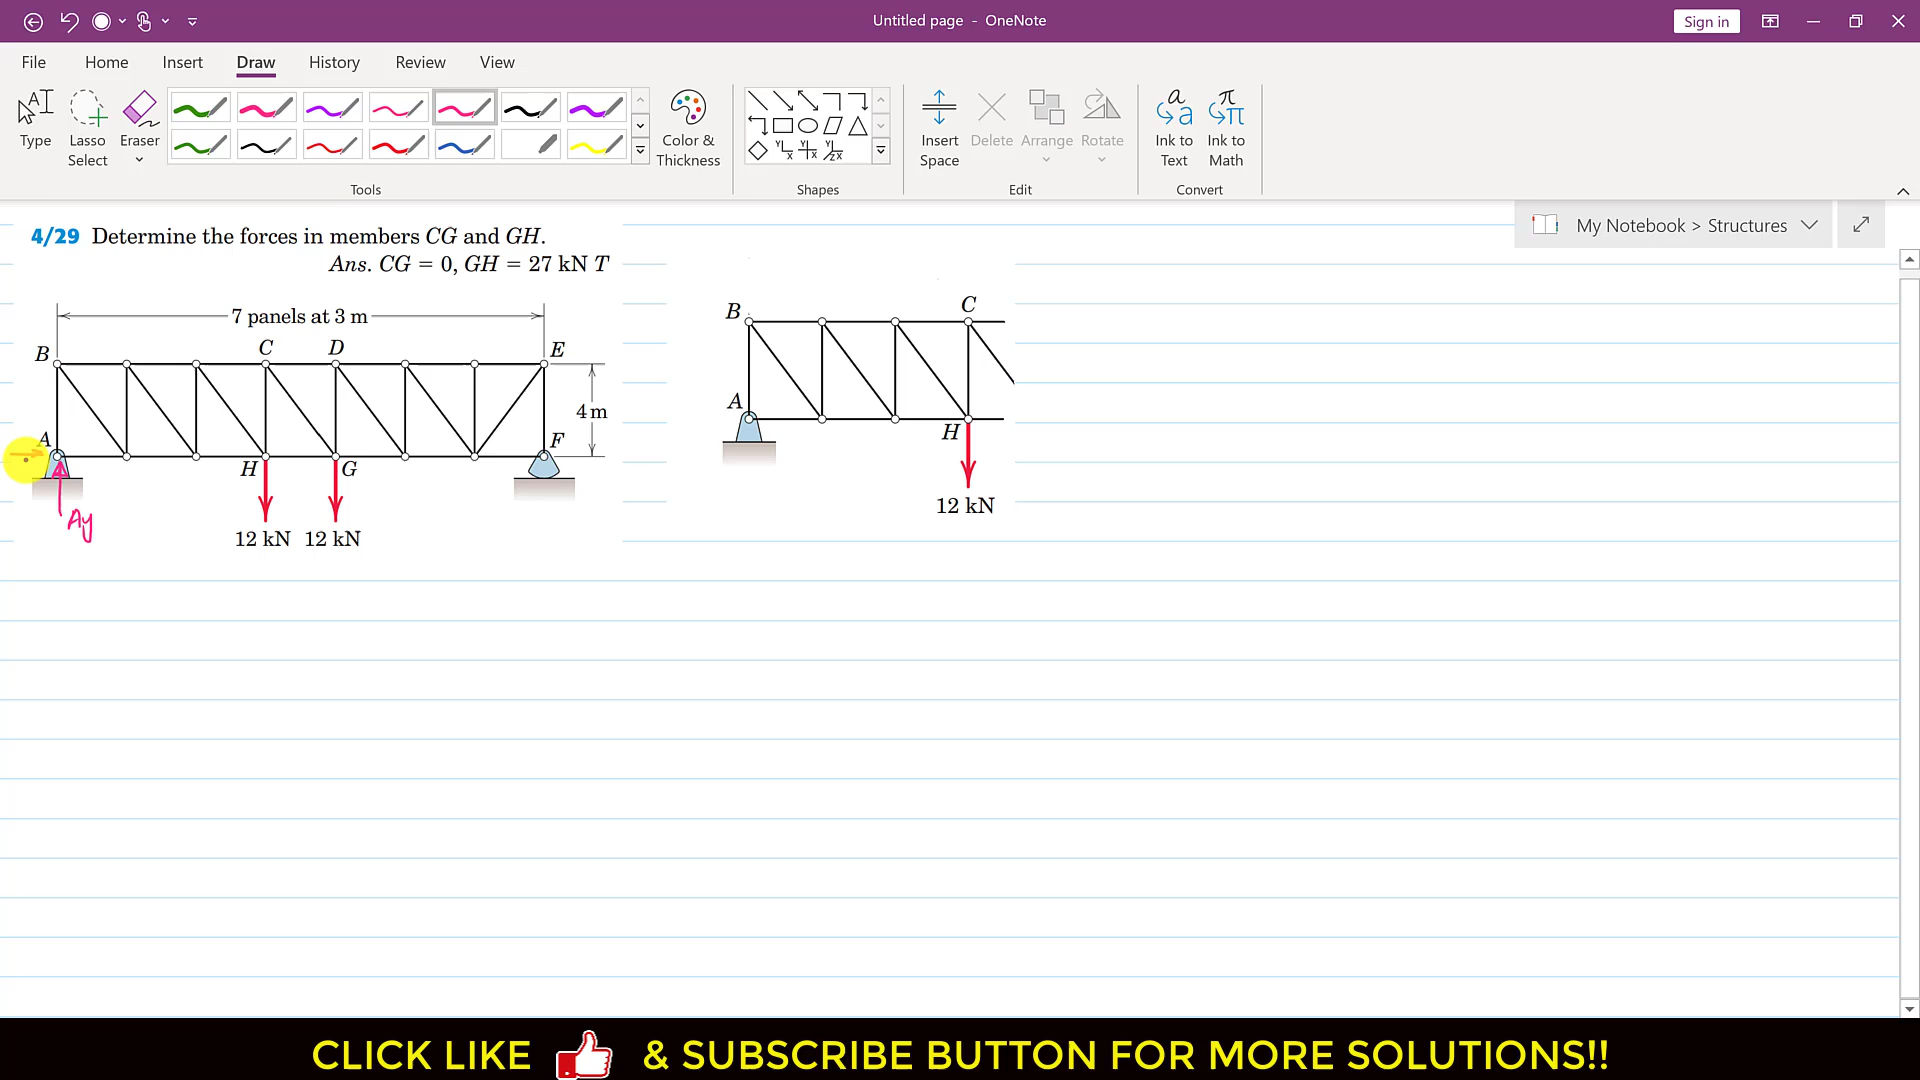 Untitled page - OneNote
Sign in
File Home Insert Draw History Review View
Type
Lasso Select
Eraser
Color & Thickness
Insert Space
Delete
Arrange
Rotate
Ink to Text
Ink to Math
Tools
Shapes
Edit
Convert
My Notebook > Structures
4/29 Determine the forces in members CG and GH.
Ans. CG = 0, GH = 27 kN T
7 panels at 3 m
B C D E
4 m
A F
H G
Ay
12 kN 12 kN
B C
A
H
12 kN
CLICK LIKE & SUBSCRIBE BUTTON FOR MORE SOLUTIONS!!